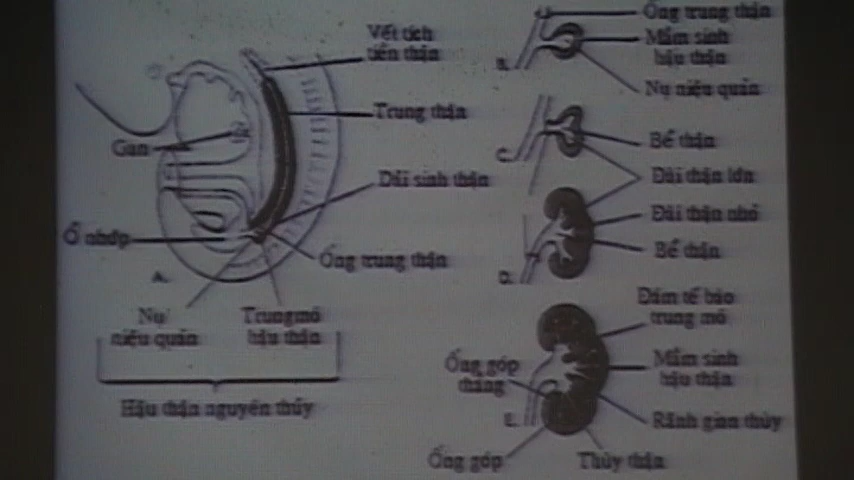 Vết tích
tiền thận
Trung thận
Gan
Dải sinh thận
Ổ nhớp
Ống trung thận
A.
Nụ
niệu quản
Trung mô
hậu thận
Hậu thận nguyên thủy
Ống trung thận
Mầm sinh
hậu thận
B.
Nụ niệu quản
Bể thận
C.
Đài thận lớn
Đài thận nhỏ
Bể thận
D.
Đám tế bào
trung mô
Ống góp
thẳng
Mầm sinh
hậu thận
E.
Rãnh gian thùy
Ống góp
Thùy thận